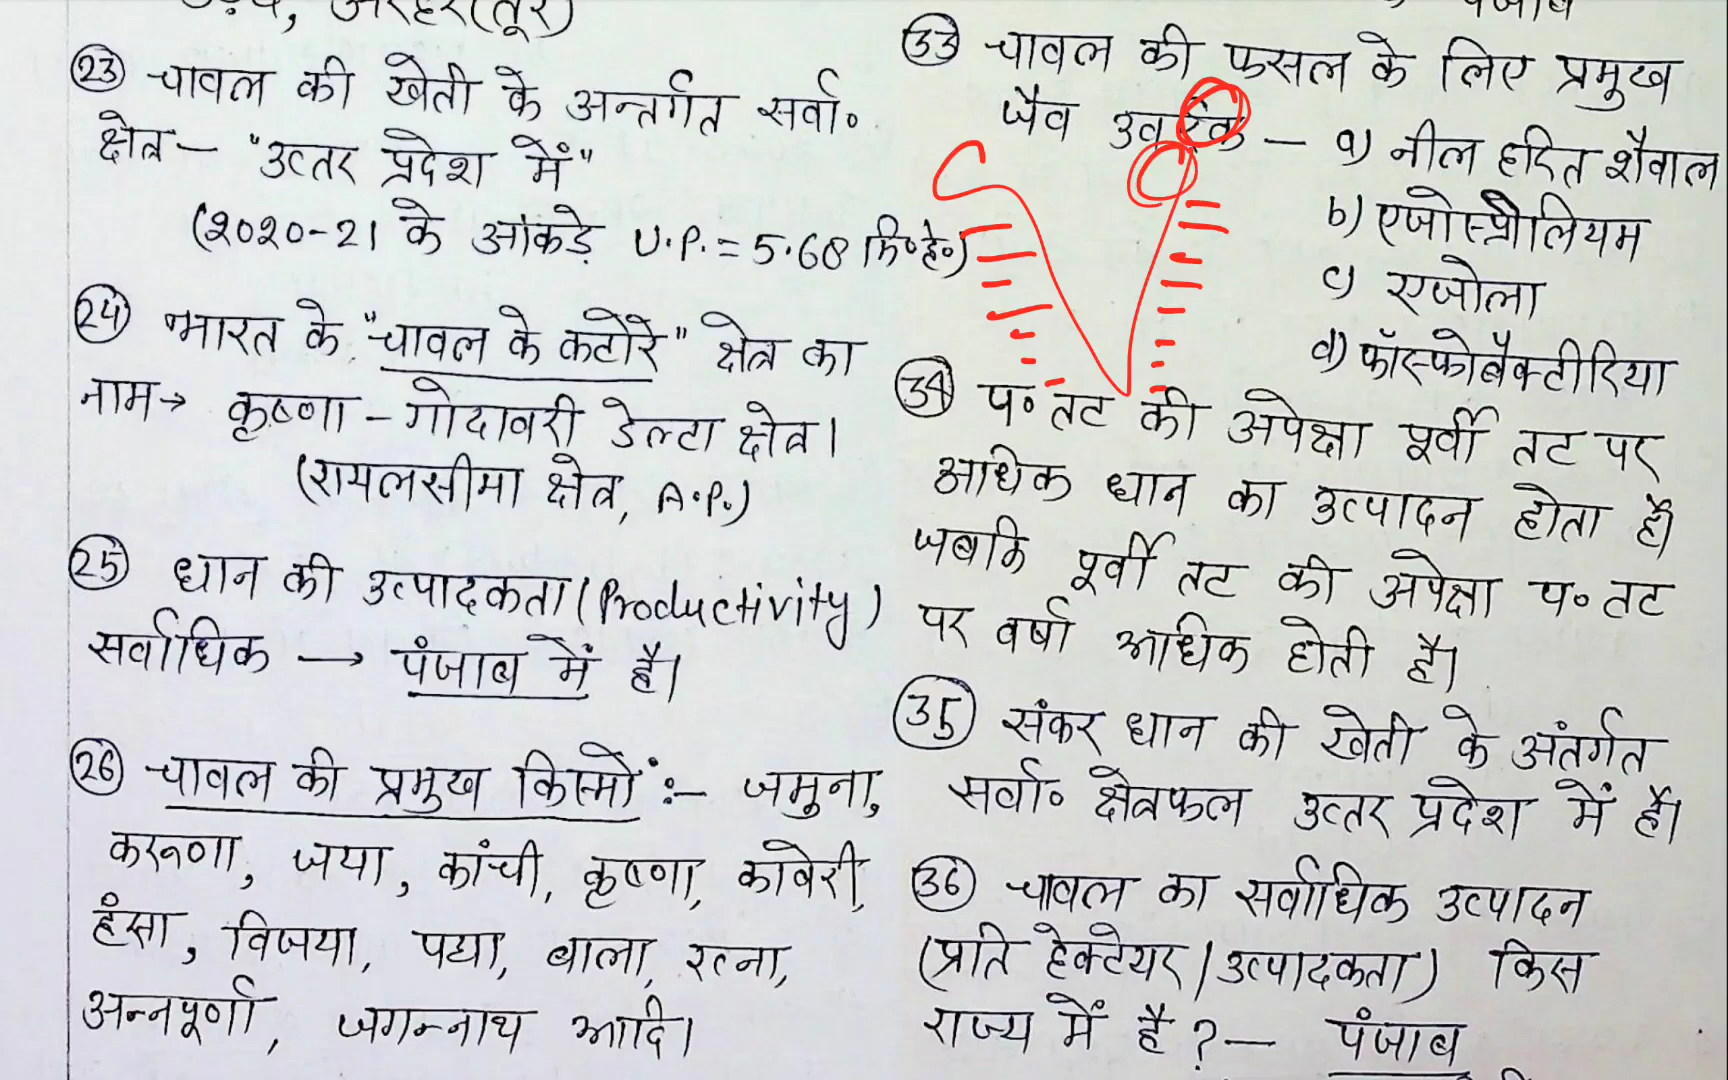 उड़द, अरहर(तूर)
(23) चावल की खेती के अन्तर्गत सर्वा०
क्षेत्र – "उत्तर प्रदेश में"
(2020-21 के आंकड़े U.P. = 5.68 मि०हे०)
(24) भारत के "चावल के कटोरे" क्षेत्र का
नाम→ कृष्णा – गोदावरी डेल्टा क्षेत्र।
(रायलसीमा क्षेत्र, A.P.)
(25) धान की उत्पादकता (Productivity)
सर्वाधिक → पंजाब में है।
(26) चावल की प्रमुख किस्में :– जमुना,
करूणा, जया, कांची, कृष्णा, कावेरी,
हंसा, विजया, पद्मा, बाला, रत्ना,
अन्नपूर्णा, जगन्नाथ आदि।
पंजाब
(33) चावल की फसल के लिए प्रमुख
जैव उर्वरक – a) नील हरित शैवाल
b) एजोस्प्रीलियम
c) एजोला
d) फॉस्फोबैक्टीरिया
(34) प० तट की अपेक्षा पूर्वी तट पर
अधिक धान का उत्पादन होता है।
जबकि पूर्वी तट की अपेक्षा प० तट
पर वर्षा अधिक होती है।
(35) संकर धान की खेती के अंतर्गत
सर्वा० क्षेत्रफल उत्तर प्रदेश में है।
(36) चावल का सर्वाधिक उत्पादन
(प्रति हेक्टेयर/उत्पादकता) किस
राज्य में है ? – पंजाब